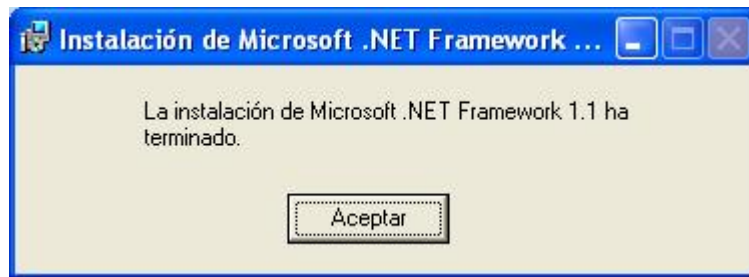 Instalación de Microsoft .NET Framework ...
La instalación de Microsoft .NET Framework 1.1 ha
terminado.
Aceptar